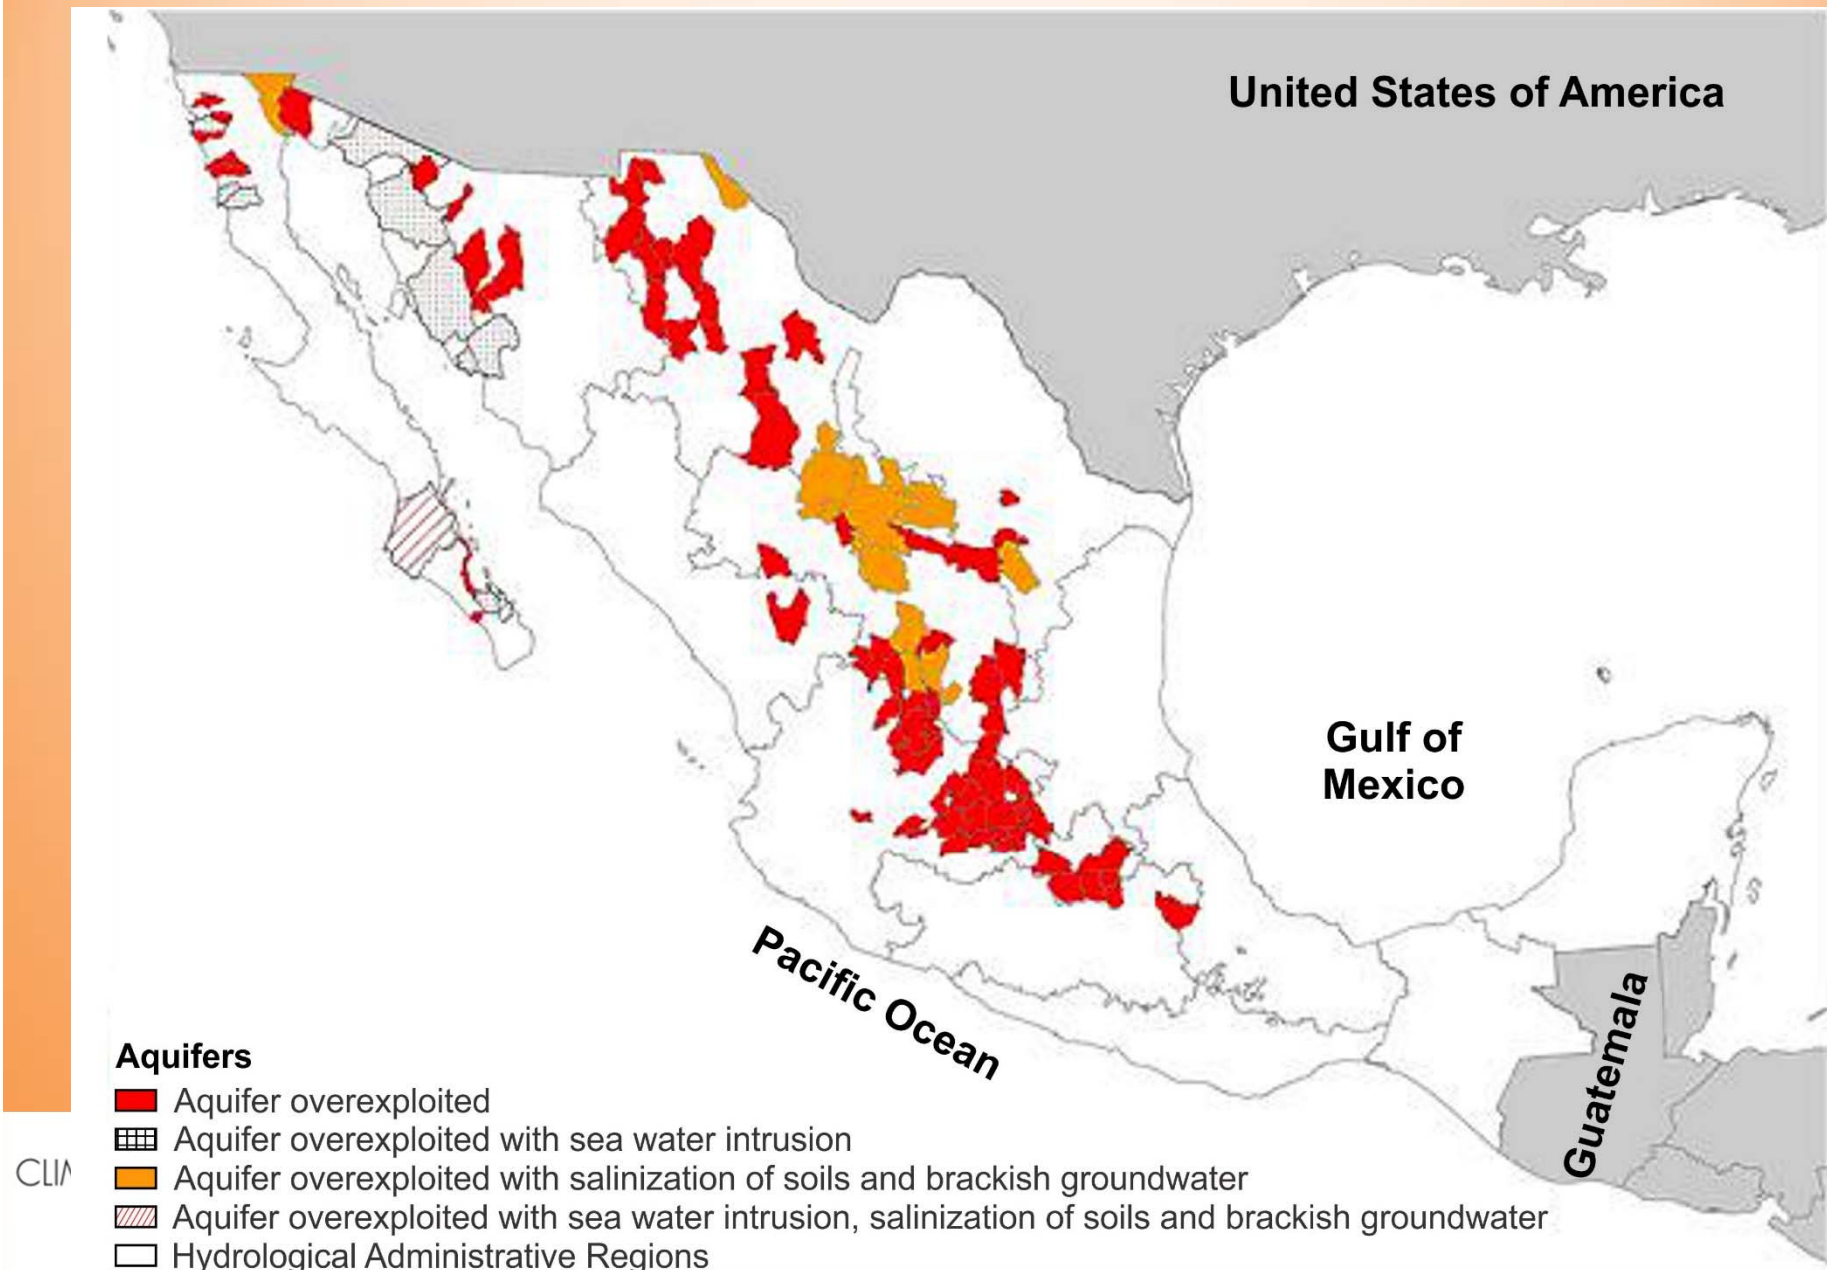 United States of America
Gulf of
Mexico
Pacific Ocean
Guatemala
Aquifers
Aquifer overexploited
Aquifer overexploited with sea water intrusion
Aquifer overexploited with salinization of soils and brackish groundwater
Aquifer overexploited with sea water intrusion, salinization of soils and brackish groundwater
Hydrological Administrative Regions